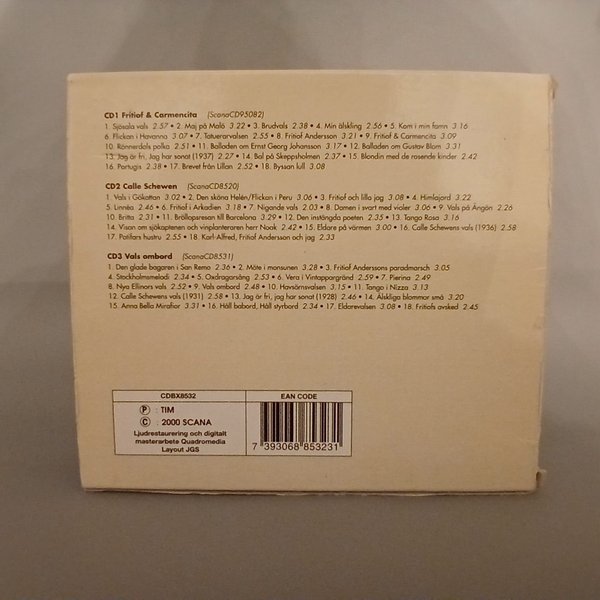 CD1 Fritiof & Carmencita (ScanaCD95082)
1. Sjösala vals 2.57 • 2. Maj på Malö 3.22 • 3. Brudvals 2.38 • 4. Min älskling 2.56 • 5. Kom i min famn 3.16
6. Flickan i Havanna 3.07 • 7. Tatuerarvalsen 2.55 • 8. Fritiof Andersson 3.21 • 9. Fritiof & Carmencita 3.09
10. Rönnerdals polka 2.51 • 11. Balladen om Ernst Georg Johansson 3.17 • 12. Balladen om Gustav Blom 3.31
13. Jag är fri, Jag har sonat (1937) 2.27 • 14. Bal på Skeppsholmen 2.37 • 15. Blondin med de rosende kinder 2.42
16. Portugis 2.38 • 17. Brevet från Lillan 2.52 • 18. Byssan lull 3.08
CD2 Calle Schewen (ScanaCD8520)
1. Vals i Gökottan 3.02 • 2. Den sköna Helén/Flickan i Peru 3.06 • 3. Fritiof och lilla jag 3.08 • 4. Himlajord 3.22
5. Linnéa 2.46 • 6. Fritiof i Arkadien 3.18 • 7. Nigande vals 2.03 • 8. Damen i svart med violer 3.06 • 9. Vals på Ängön 2.26
10. Britta 2.31 • 11. Bröllopsresan till Barcelona 3.29 • 12. Den instängda poeten 2.35 • 13. Tango Rosa 3.16
14. Visan om sjökaptenen och vinplanteraren herr Noak 2.42 • 15. Eldare på värmen 3.00 • 16. Calle Schewens vals (1936) 2.58
17. Potifars hustru 2.55 • 18. Karl-Alfred, Fritiof Andersson och jag 2.33
CD3 Vals ombord (ScanaCD8531)
1. Den glade bagaren i San Remo 2.36 • 2. Möte i monsunen 3.28 • 3. Fritiof Anderssons paradmarsch 3.05
4. Stockholmsmelodi 2.34 • 5. Oxdragarsång 2.53 • 6. Vera i Vintappargränd 2.59 • 7. Pierina 2.49
8. Nya Ellinors vals 2.52 • 9. Vals ombord 2.48 • 10. Havsörnsvalsen 3.15 • 11. Tango i Nizza 3.13
12. Calle Schewens vals (1931) 2.58 • 13. Jag är fri, jag har sonat (1928) 2.46 • 14. Älskliga blommor små 3.20
15. Anna Bella Mirafior 3.31 • 16. Håll babord, Håll styrbord 2.34 • 17. Eldarevalsen 3.08 • 18. Fritiofs avsked 2.45
CDBX8532
EAN CODE
Ⓟ : TIM
Ⓒ : 2000 SCANA
Ljudrestaurering och digitalt
masterarbete Quadromedia
Layout JGS
7 393068 853231